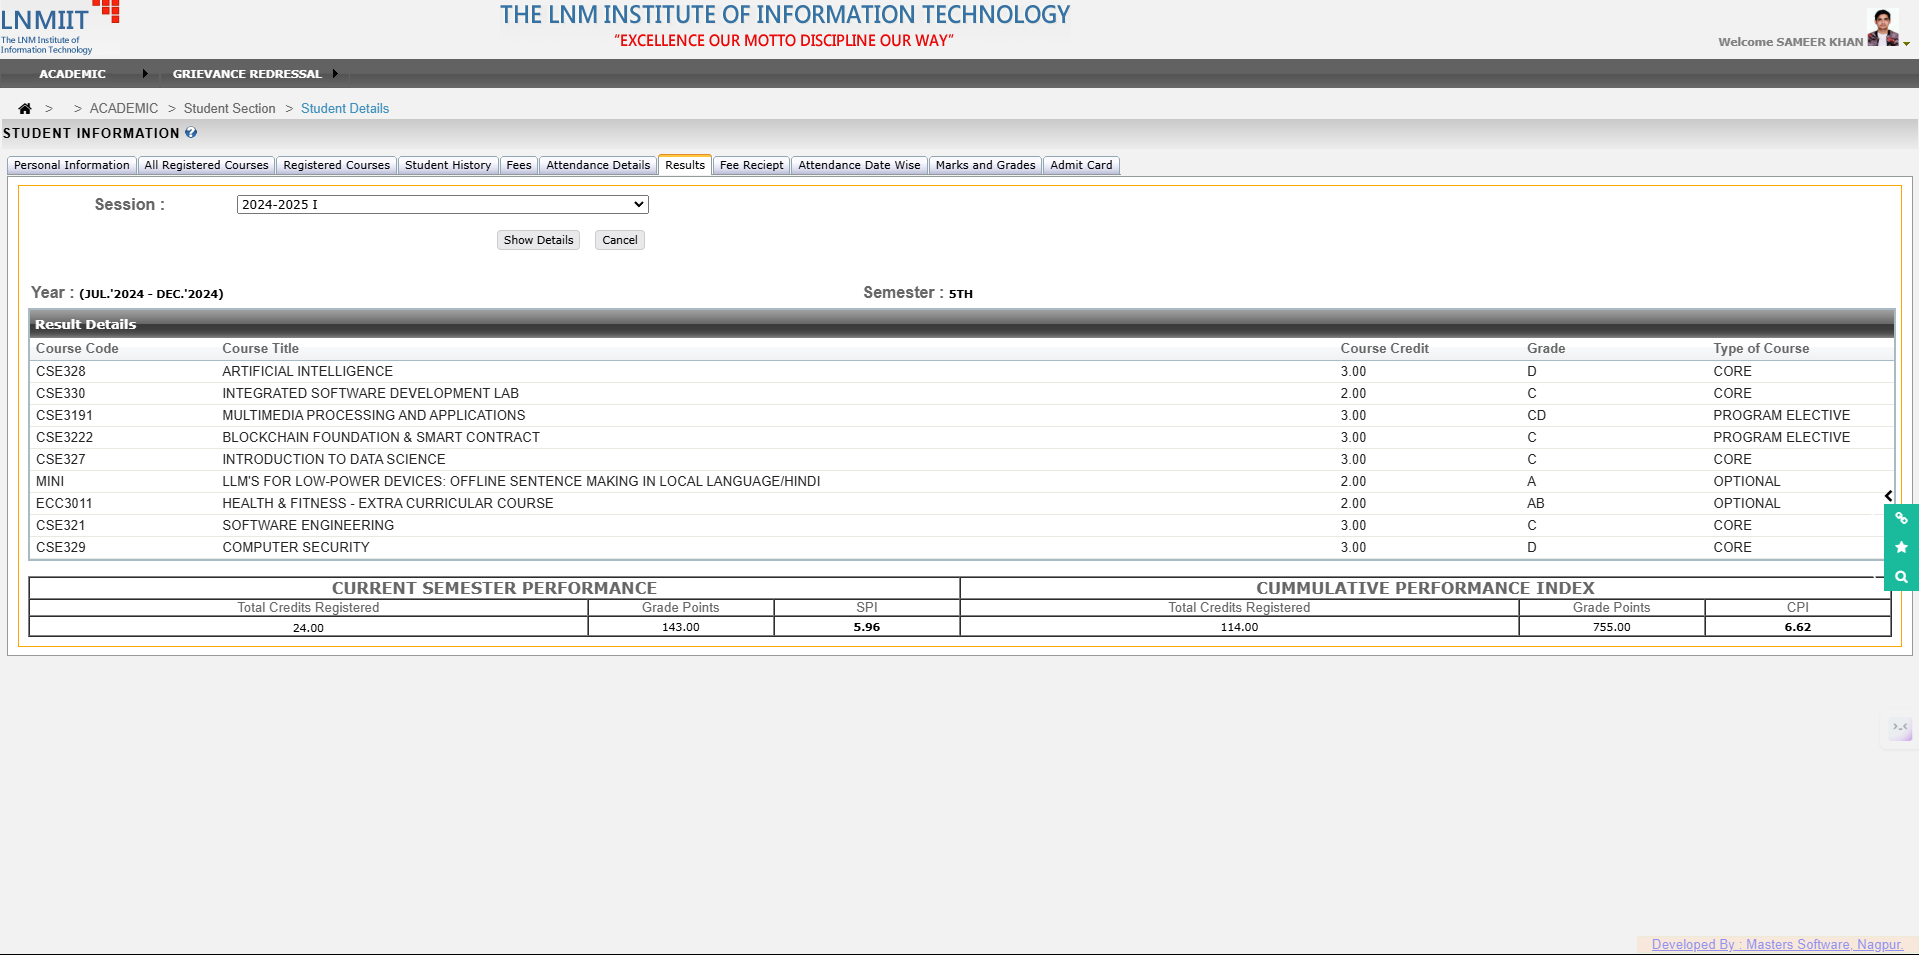 LNMIIT
The LNM Institute of
Information Technology
THE LNM INSTITUTE OF INFORMATION TECHNOLOGY
“EXCELLENCE OUR MOTTO DISCIPLINE OUR WAY”
Welcome SAMEER KHAN
ACADEMIC GRIEVANCE REDRESSAL
> > ACADEMIC > Student Section > Student Details
STUDENT INFORMATION ?
Personal Information All Registered Courses Registered Courses Student History Fees Attendance Details Results Fee Reciept Attendance Date Wise Marks and Grades Admit Card
Session : 2024-2025 I
Show Details Cancel
Year : (JUL.'2024 - DEC.'2024) Semester : 5TH
Result Details
Course Code Course Title Course Credit Grade Type of Course
CSE328 ARTIFICIAL INTELLIGENCE 3.00 D CORE
CSE330 INTEGRATED SOFTWARE DEVELOPMENT LAB 2.00 C CORE
CSE3191 MULTIMEDIA PROCESSING AND APPLICATIONS 3.00 CD PROGRAM ELECTIVE
CSE3222 BLOCKCHAIN FOUNDATION & SMART CONTRACT 3.00 C PROGRAM ELECTIVE
CSE327 INTRODUCTION TO DATA SCIENCE 3.00 C CORE
MINI LLM'S FOR LOW-POWER DEVICES: OFFLINE SENTENCE MAKING IN LOCAL LANGUAGE/HINDI 2.00 A OPTIONAL
ECC3011 HEALTH & FITNESS - EXTRA CURRICULAR COURSE 2.00 AB OPTIONAL
CSE321 SOFTWARE ENGINEERING 3.00 C CORE
CSE329 COMPUTER SECURITY 3.00 D CORE
CURRENT SEMESTER PERFORMANCE CUMMULATIVE PERFORMANCE INDEX
Total Credits Registered Grade Points SPI Total Credits Registered Grade Points CPI
24.00 143.00 5.96 114.00 755.00 6.62
Developed By : Masters Software, Nagpur.